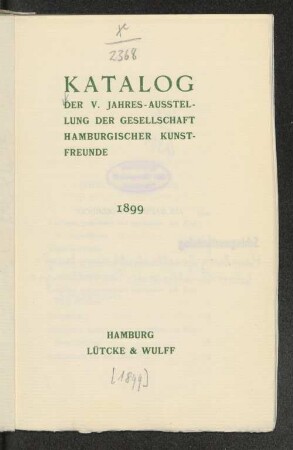 2368
KATALOG
DER V. JAHRES-AUSSTEL-
LUNG DER GESELLSCHAFT
HAMBURGISCHER KUNST-
FREUNDE
1899
HAMBURG
LÜTCKE & WULFF
[1899]